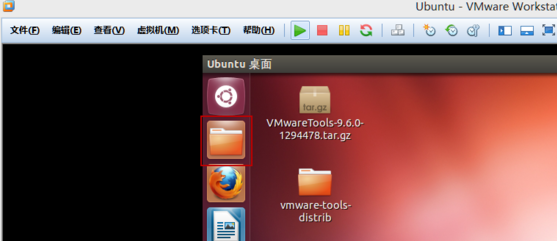 Ubuntu - VMware Workst
文件(F) 编辑(E) 查看(V) 虚拟机(M) 选项卡(T) 帮助(H)
Ubuntu 桌面
tar.gz
VMwareTools-9.6.0-
1294478.tar.gz
vmware-tools-
distrib